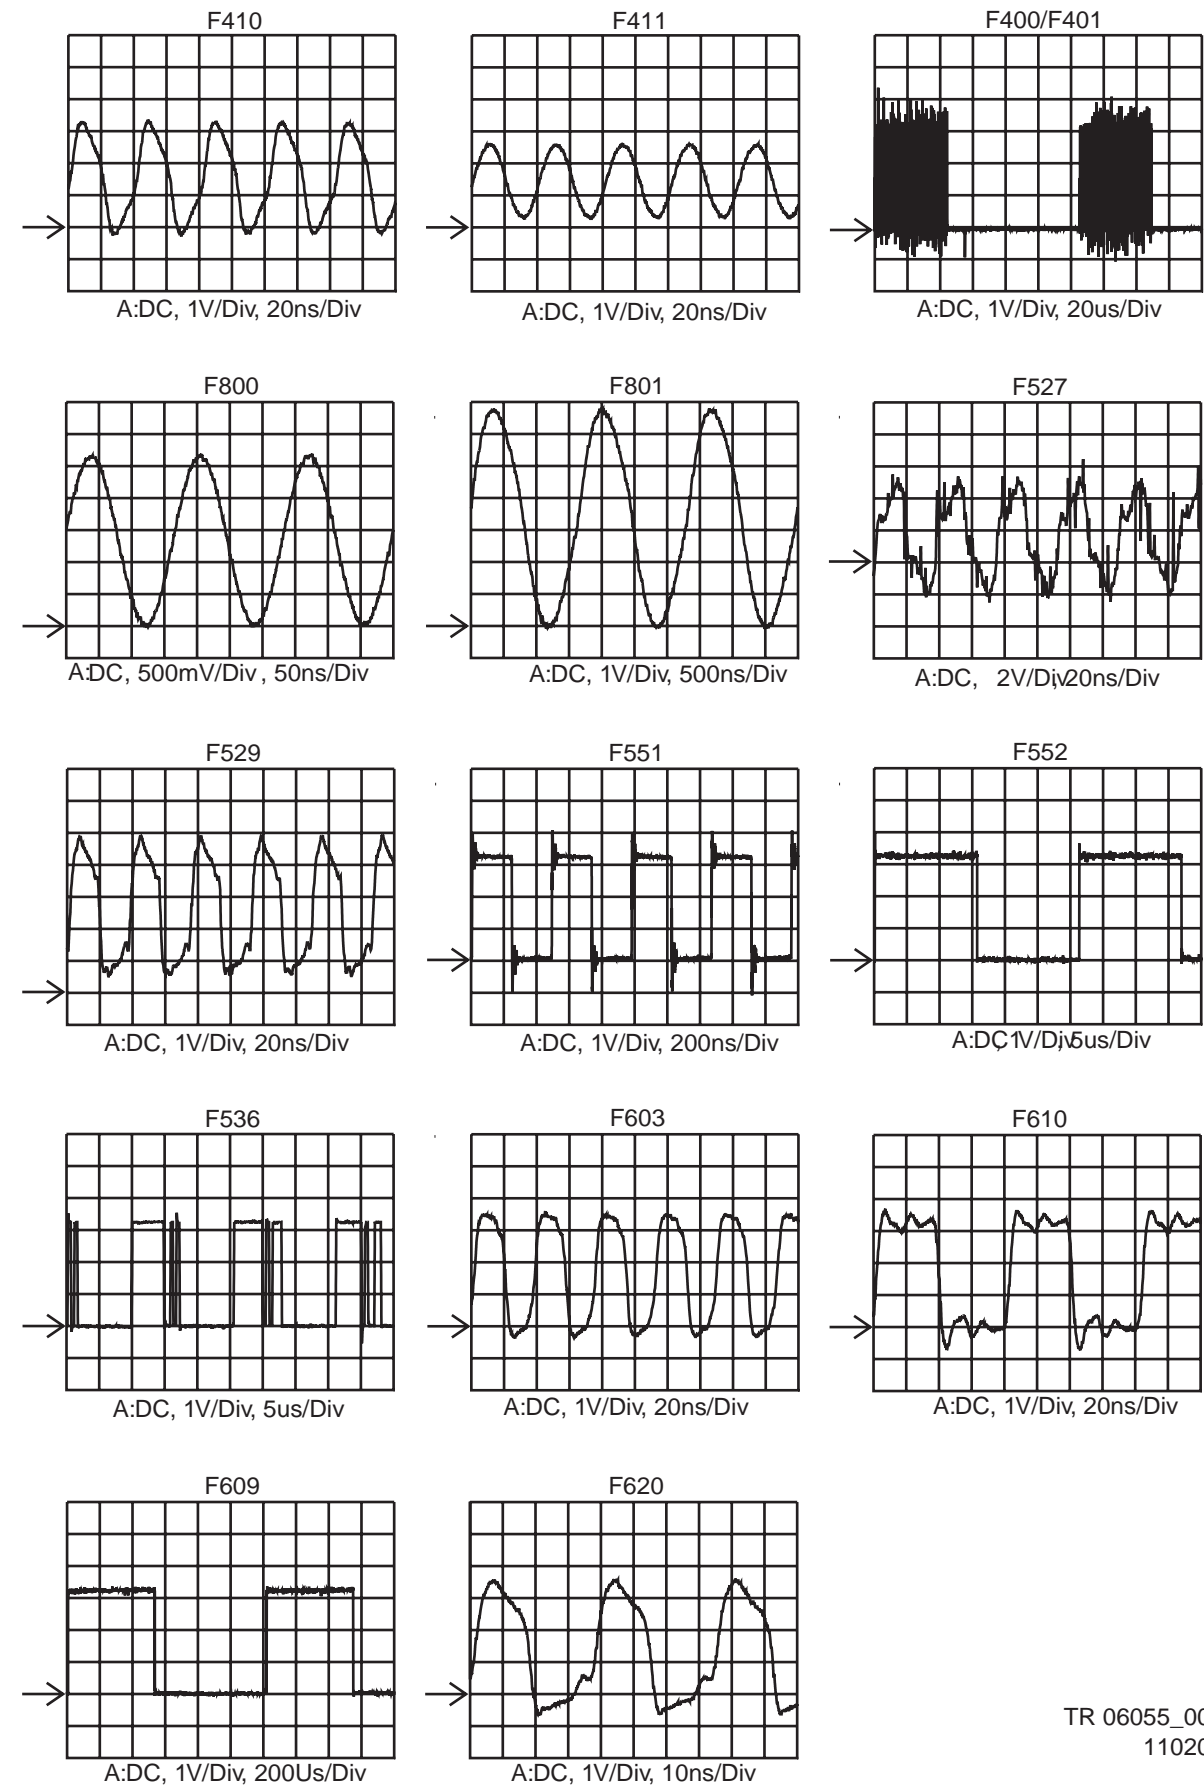 F410
F411
F400/F401
A:DC, 1V/Div, 20ns/Div
A:DC, 1V/Div, 20ns/Div
A:DC, 1V/Div, 20us/Div
F800
F801
F527
A:DC, 500mV/Div , 50ns/Div
A:DC, 1V/Div, 500ns/Div
A:DC, 2V/Div, 20ns/Div
F529
F551
F552
A:DC, 1V/Div, 20ns/Div
A:DC, 1V/Div, 200ns/Div
A:DC, 1V/Div, 5us/Div
F536
F603
F610
A:DC, 1V/Div, 5us/Div
A:DC, 1V/Div, 20ns/Div
A:DC, 1V/Div, 20ns/Div
F609
F620
A:DC, 1V/Div, 200Us/Div
A:DC, 1V/Div, 10ns/Div
TR 06055_00
11020